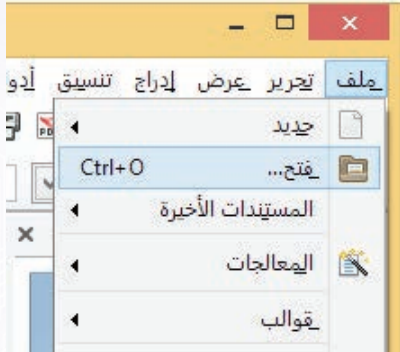 ملف تحرير عرض إدراج تنسيق أدو
جديد
فتح... Ctrl+O
المستندات الأخيرة
المعالجات
قوالب